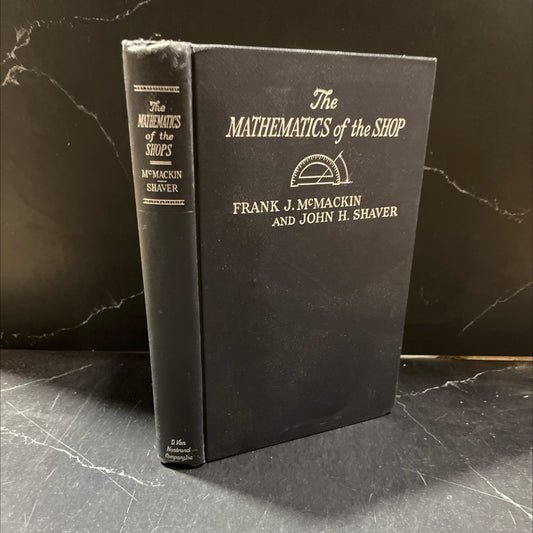 The
MATHEMATICS
of the
SHOPS
McMACKIN
SHAVER
D. Van
Nostrand
Company, Inc
The
MATHEMATICS of the SHOP
FRANK J. McMACKIN
AND JOHN H. SHAVER